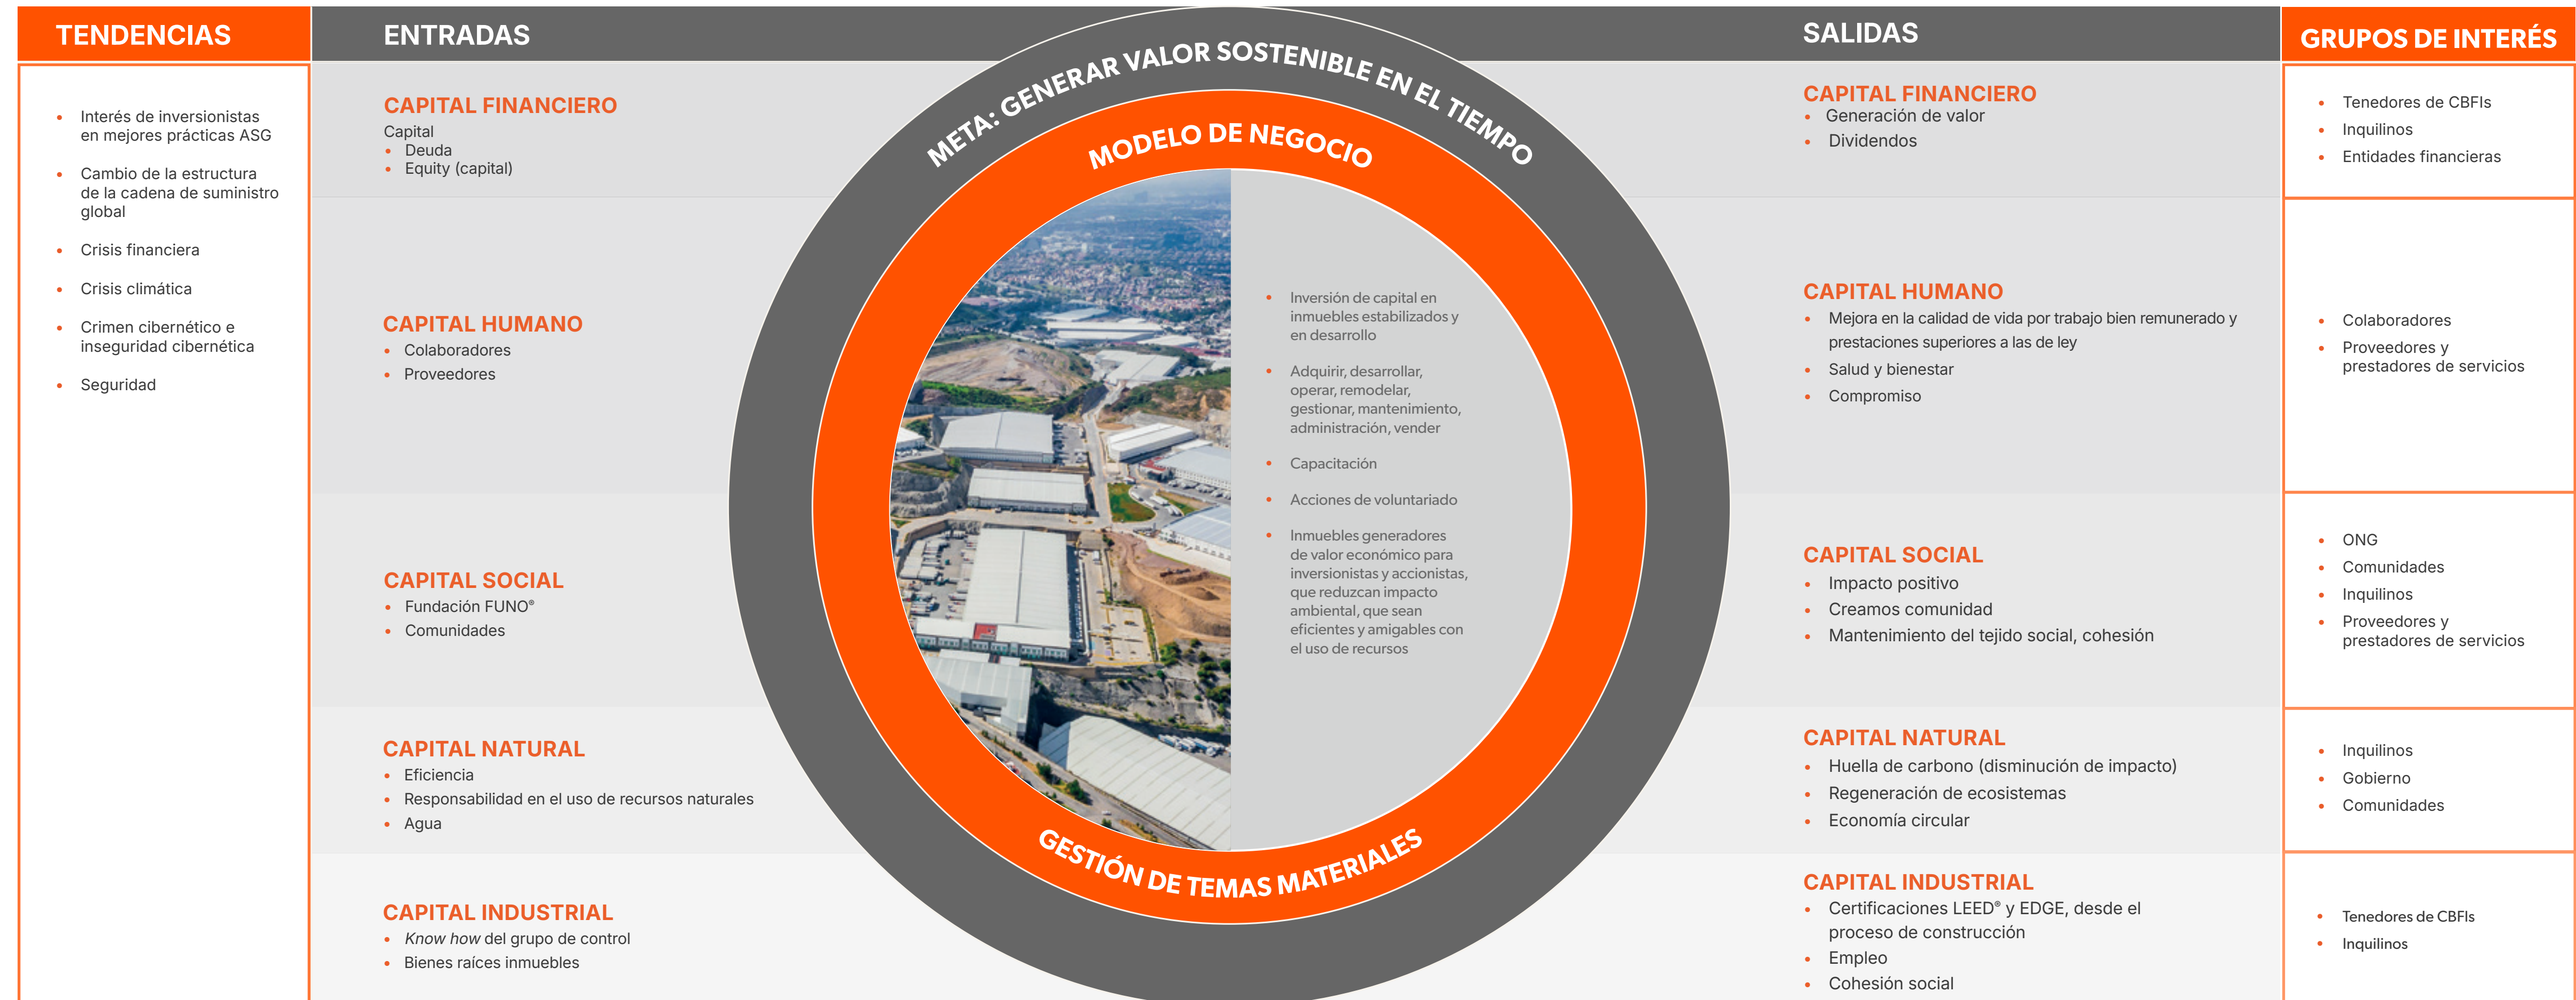 TENDENCIAS
Interés de inversionistas
en mejores prácticas ASG
Cambio de la estructura
de la cadena de suministro
global
Crisis financiera
Crisis climática
Crimen cibernético e
inseguridad cibernética
Seguridad
ENTRADAS
CAPITAL FINANCIERO
Capital
Deuda
Equity (capital)
CAPITAL HUMANO
Colaboradores
Proveedores
CAPITAL SOCIAL
Fundación FUNO®
Comunidades
CAPITAL NATURAL
Eficiencia
Responsabilidad en el uso de recursos naturales
Agua
CAPITAL INDUSTRIAL
Know how del grupo de control
Bienes raíces inmuebles
META: GENERAR VALOR SOSTENIBLE EN EL TIEMPO
MODELO DE NEGOCIO
Inversión de capital en
inmuebles estabilizados y
en desarrollo
Adquirir, desarrollar,
operar, remodelar,
gestionar, mantenimiento,
administración, vender
Capacitación
Acciones de voluntariado
Inmuebles generadores
de valor económico para
inversionistas y accionistas,
que reduzcan impacto
ambiental, que sean
eficientes y amigables con
el uso de recursos
GESTIÓN DE TEMAS MATERIALES
SALIDAS
CAPITAL FINANCIERO
Generación de valor
Dividendos
CAPITAL HUMANO
Mejora en la calidad de vida por trabajo bien remunerado y
prestaciones superiores a las de ley
Salud y bienestar
Compromiso
CAPITAL SOCIAL
Impacto positivo
Creamos comunidad
Mantenimiento del tejido social, cohesión
CAPITAL NATURAL
Huella de carbono (disminución de impacto)
Regeneración de ecosistemas
Economía circular
CAPITAL INDUSTRIAL
Certificaciones LEED® y EDGE, desde el
proceso de construcción
Empleo
Cohesión social
GRUPOS DE INTERÉS
Tenedores de CBFIs
Inquilinos
Entidades financieras
Colaboradores
Proveedores y
prestadores de servicios
ONG
Comunidades
Inquilinos
Proveedores y
prestadores de servicios
Inquilinos
Gobierno
Comunidades
Tenedores de CBFIs
Inquilinos